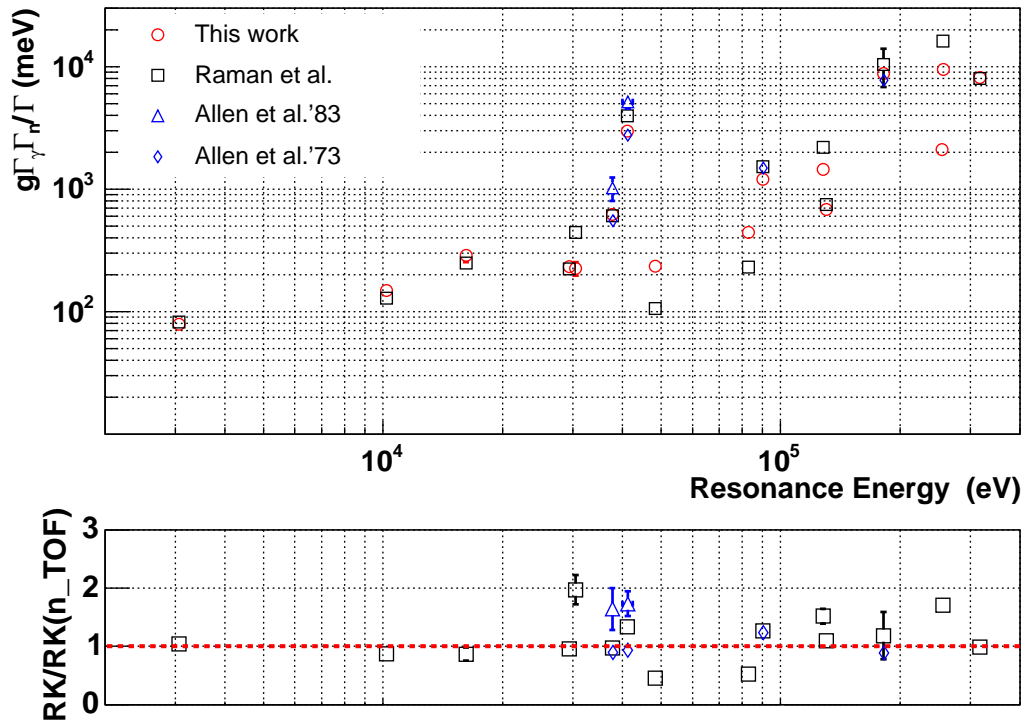 gΓγΓn/Γ (meV)
10⁴
10³
10²
This work
Raman et al.
Allen et al.'83
Allen et al.'73
10⁴
10⁵
Resonance Energy (eV)
RK/RK(n_TOF)
3
2
1
0